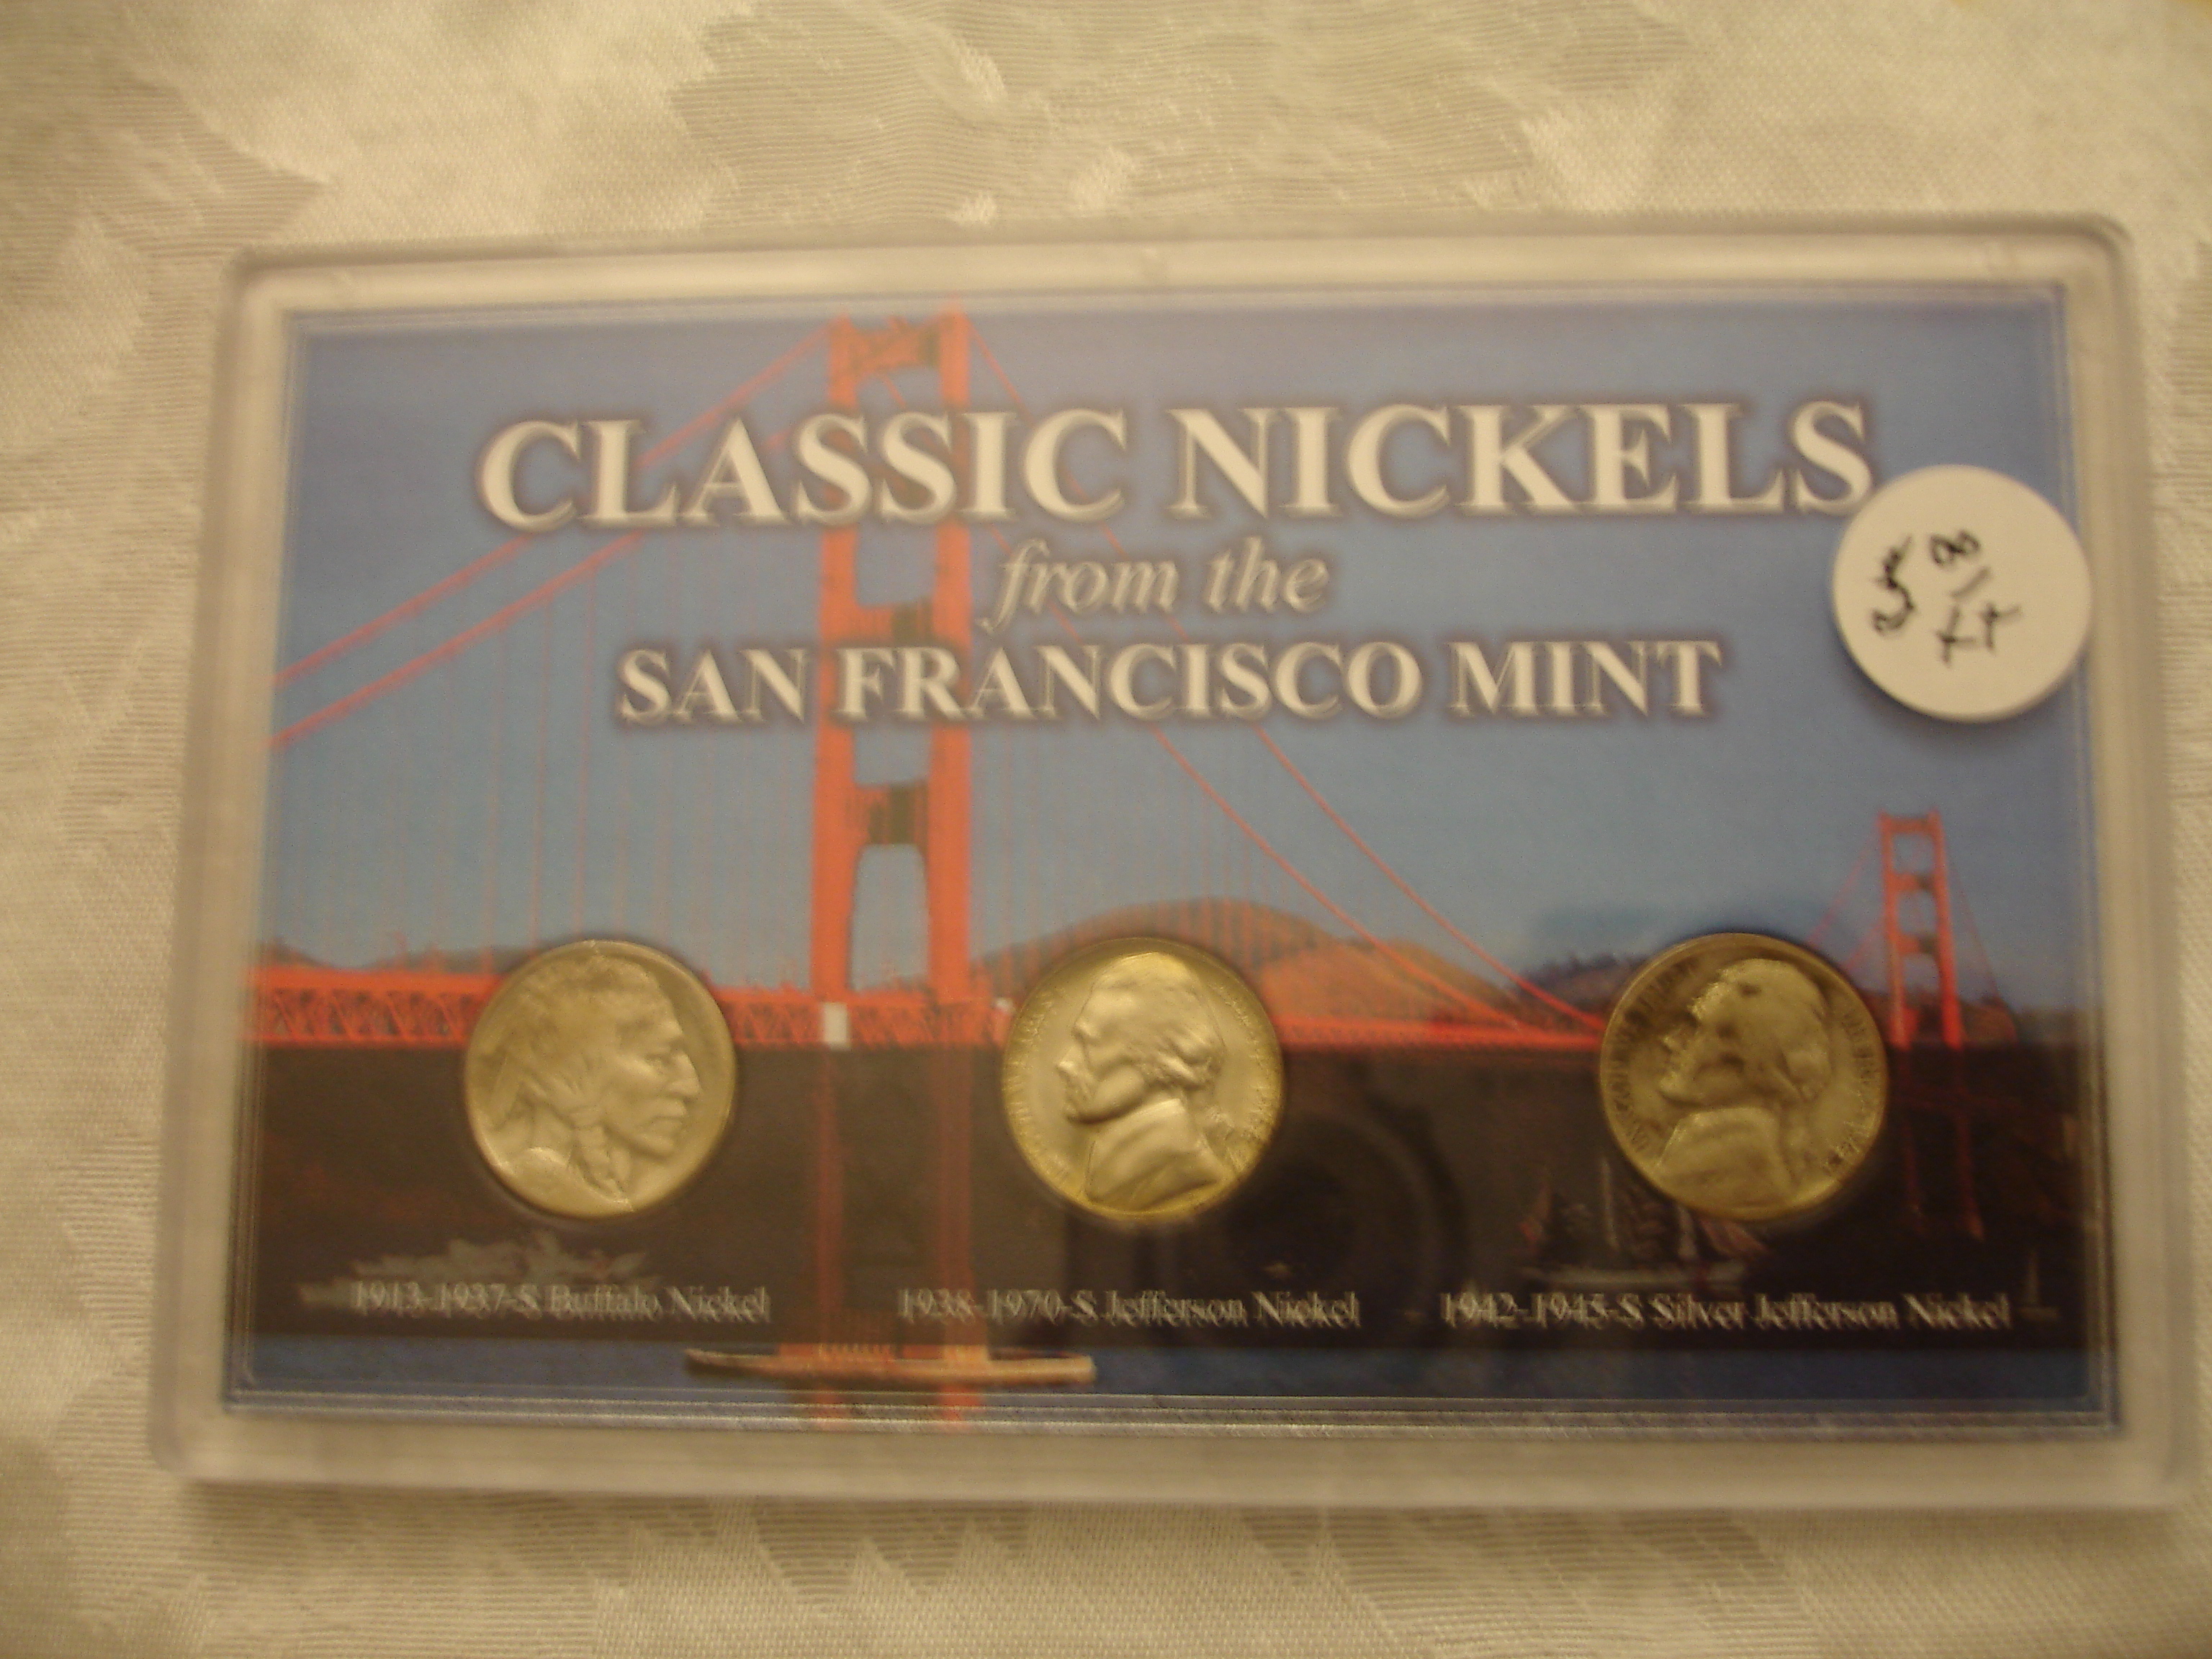 CLASSIC NICKELS
from the
SAN FRANCISCO MINT
1913-1937-S Buffalo Nickel
1938-1970-S Jefferson Nickel
1942-1945-S Silver Jefferson Nickel